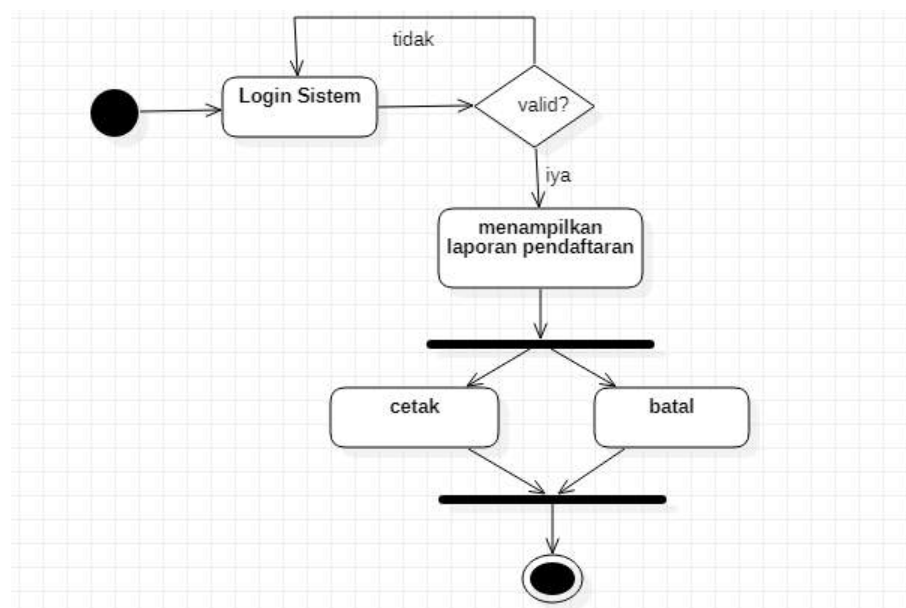 tidak
Login Sistem
valid?
iya
menampilkan
laporan pendaftaran
cetak
batal